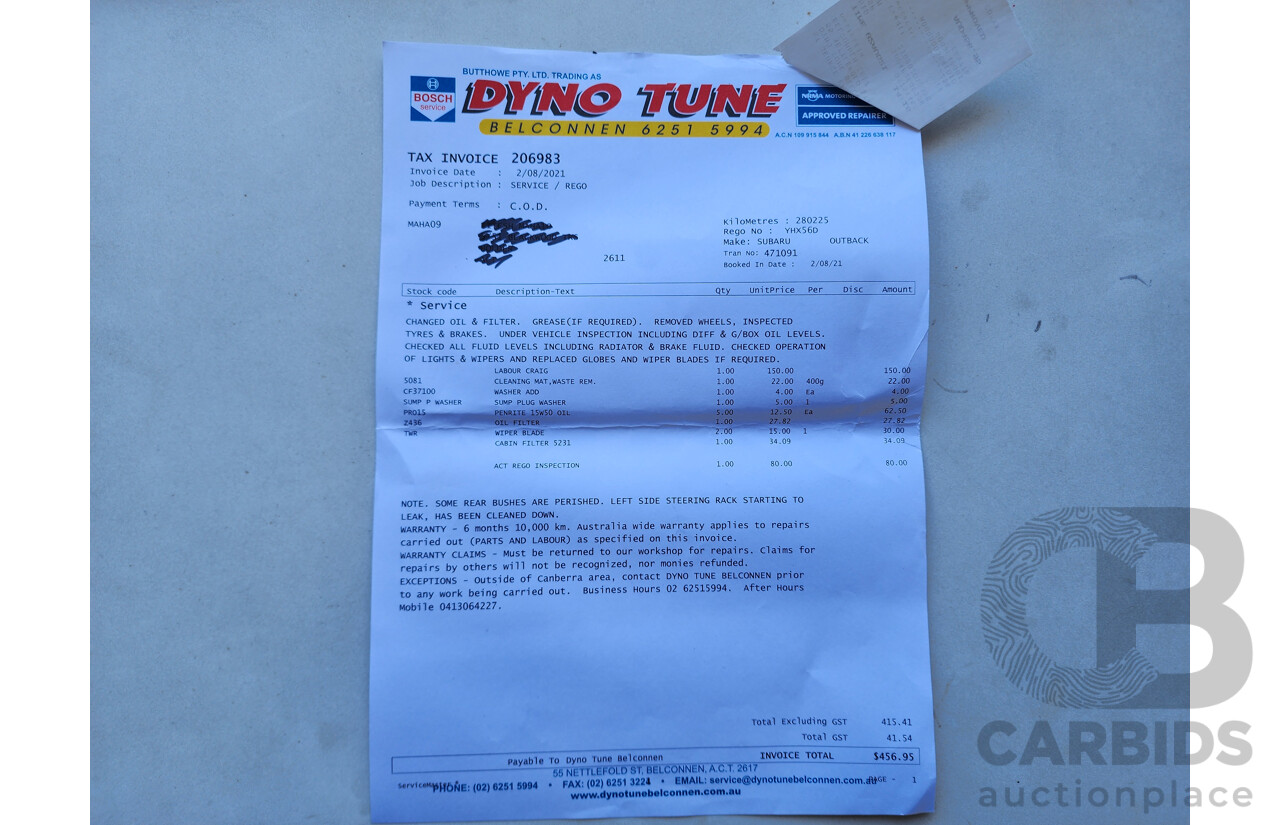 BUTTHOWE PTY. LTD. TRADING AS
BOSCH
service
DYNO TUNE
BELCONNEN 6251 5994
NRMA MOTORING
APPROVED REPAIRER
A.C.N 109 915 844 A.B.N 41 226 638 117
TAX INVOICE 206983
Invoice Date : 2/08/2021
Job Description : SERVICE / REGO
Payment Terms : C.O.D.
MAHA09
2611
KiloMetres : 280225
Rego No : YHX56D
Make: SUBARU OUTBACK
Tran No: 471091
Booked In Date : 2/08/21
Stock code Description-Text Qty UnitPrice Per Disc Amount
* Service
CHANGED OIL & FILTER. GREASE(IF REQUIRED). REMOVED WHEELS, INSPECTED
TYRES & BRAKES. UNDER VEHICLE INSPECTION INCLUDING DIFF & G/BOX OIL LEVELS.
CHECKED ALL FLUID LEVELS INCLUDING RADIATOR & BRAKE FLUID. CHECKED OPERATION
OF LIGHTS & WIPERS AND REPLACED GLOBES AND WIPER BLADES IF REQUIRED.
LABOUR CRAIG 1.00 150.00 150.00
5081 CLEANING MAT,WASTE REM. 1.00 22.00 400g 22.00
CF37100 WASHER ADD 1.00 4.00 Ea 4.00
SUMP P WASHER SUMP PLUG WASHER 1.00 5.00 1 5.00
PRO15 PENRITE 15W50 OIL 5.00 12.50 Ea 62.50
Z436 OIL FILTER 1.00 27.82 27.82
TWR WIPER BLADE 2.00 15.00 1 30.00
CABIN FILTER 5231 1.00 34.09 34.09
ACT REGO INSPECTION 1.00 80.00 80.00
NOTE. SOME REAR BUSHES ARE PERISHED. LEFT SIDE STEERING RACK STARTING TO
LEAK, HAS BEEN CLEANED DOWN.
WARRANTY - 6 months 10,000 km. Australia wide warranty applies to repairs
carried out (PARTS AND LABOUR) as specified on this invoice.
WARRANTY CLAIMS - Must be returned to our workshop for repairs. Claims for
repairs by others will not be recognized, nor monies refunded.
EXCEPTIONS - Outside of Canberra area, contact DYNO TUNE BELCONNEN prior
to any work being carried out. Business Hours 02 62515994. After Hours
Mobile 0413064227.
Total Excluding GST 415.41
Total GST 41.54
Payable To Dyno Tune Belconnen INVOICE TOTAL $456.95
55 NETTLEFOLD ST, BELCONNEN, A.C.T. 2617
PHONE: (02) 6251 5994 • FAX: (02) 6251 3224 • EMAIL: service@dynotunebelconnen.com.au PAGE - 1
www.dynotunebelconnen.com.au
CARBIDS
auctionplace